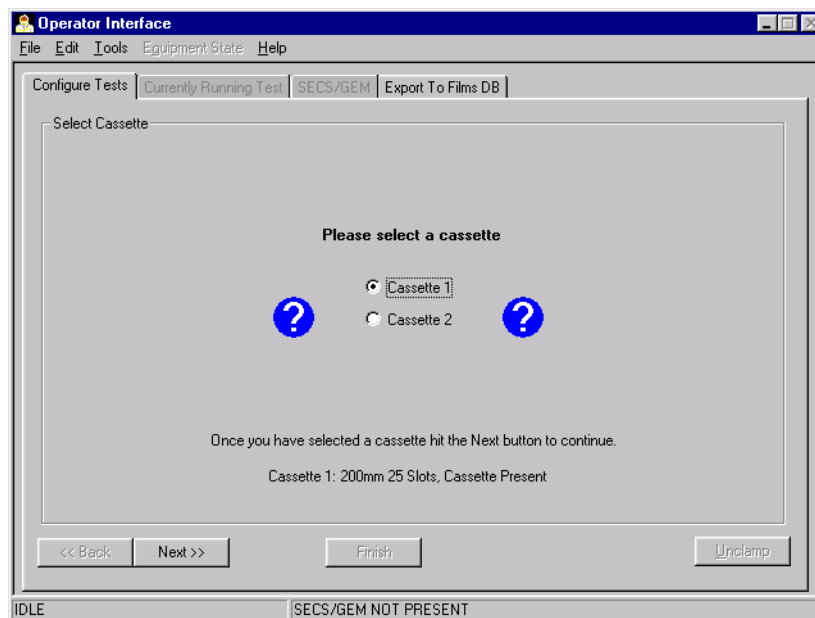 Operator Interface
File Edit Tools Equipment State Help
Configure Tests Currently Running Test SECS/GEM Export To Films DB
Select Cassette
Please select a cassette
Cassette 1
? ?
Cassette 2
Once you have selected a cassette hit the Next button to continue.
Cassette 1: 200mm 25 Slots, Cassette Present
<< Back Next >> Finish Unclamp
IDLE SECS/GEM NOT PRESENT